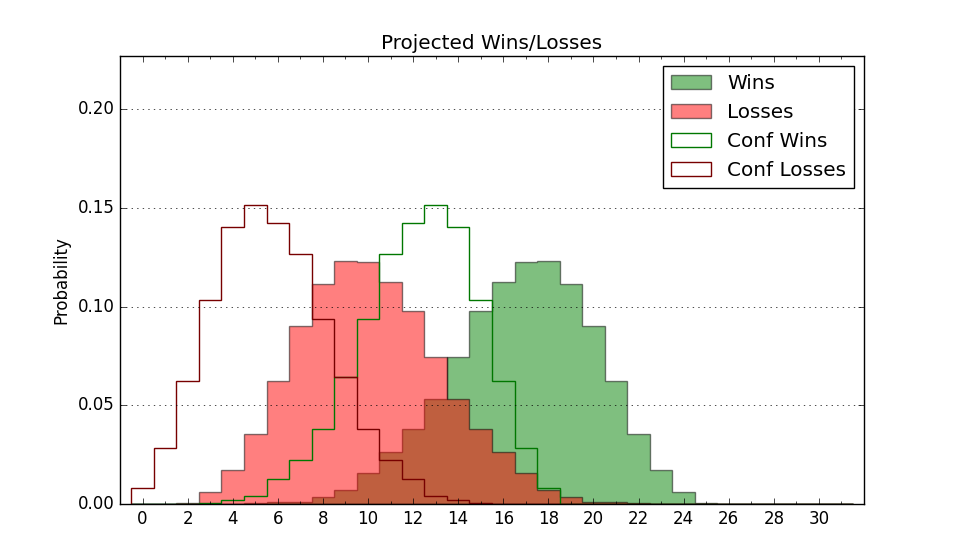 Projected Wins/Losses
Wins
Losses
Conf Wins
Conf Losses
Probability
0.20
0.15
0.10
0.05
0.00
0 2 4 6 8 10 12 14 16 18 20 22 24 26 28 30